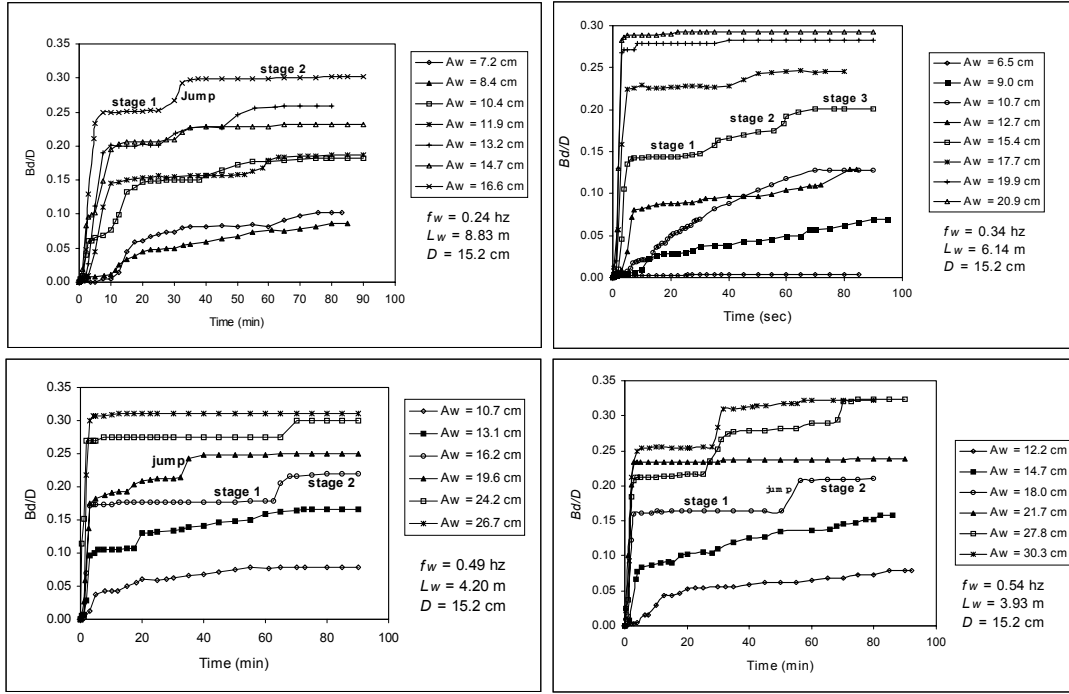 0.35
0.30
0.25
0.20
0.15
0.10
0.05
0.00
Bd/D
stage 1
Jump
stage 2
0 10 20 30 40 50 60 70 80 90 100
Time (min)
Aw = 7.2 cm
Aw = 8.4 cm
Aw = 10.4 cm
Aw = 11.9 cm
Aw = 13.2 cm
Aw = 14.7 cm
Aw = 16.6 cm
fw = 0.24 hz
Lw = 8.83 m
D = 15.2 cm
0.30
0.25
0.20
0.15
0.10
0.05
0.00
Bd/D
stage 1
stage 2
stage 3
0 20 40 60 80 100
Time (sec)
Aw = 6.5 cm
Aw = 9.0 cm
Aw = 10.7 cm
Aw = 12.7 cm
Aw = 15.4 cm
Aw = 17.7 cm
Aw = 19.9 cm
Aw = 20.9 cm
fw = 0.34 hz
Lw = 6.14 m
D = 15.2 cm
0.35
0.30
0.25
0.20
0.15
0.10
0.05
0.00
Bd/D
jump
stage 1
stage 2
0 20 40 60 80 100
Time (min)
Aw = 10.7 cm
Aw = 13.1 cm
Aw = 16.2 cm
Aw = 19.6 cm
Aw = 24.2 cm
Aw = 26.7 cm
fw = 0.49 hz
Lw = 4.20 m
D = 15.2 cm
0.35
0.30
0.25
0.20
0.15
0.10
0.05
0.00
Bd/D
stage 1
jump
stage 2
0 20 40 60 80 100
Time (min)
Aw = 12.2 cm
Aw = 14.7 cm
Aw = 18.0 cm
Aw = 21.7 cm
Aw = 27.8 cm
Aw = 30.3 cm
fw = 0.54 hz
Lw = 3.93 m
D = 15.2 cm